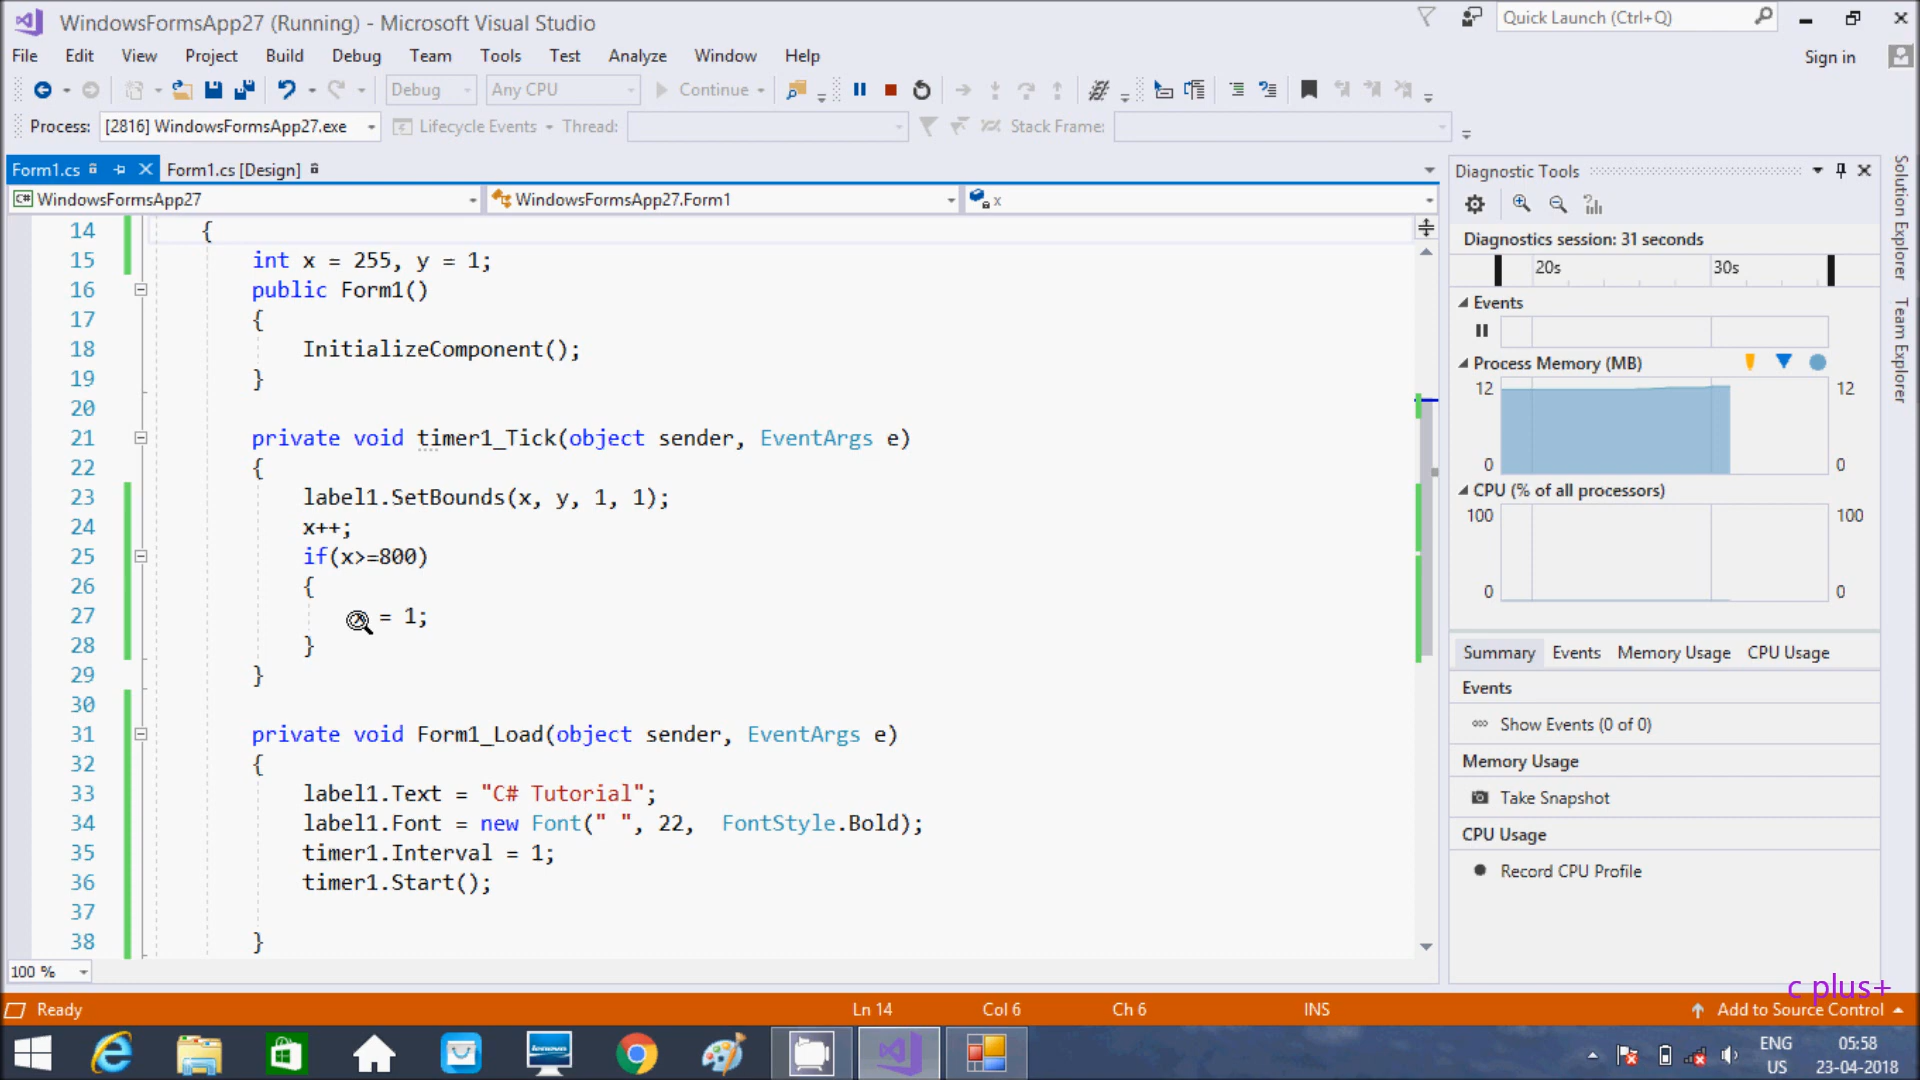 WindowsFormsApp27 (Running) - Microsoft Visual Studio
Quick Launch (Ctrl+Q)
File Edit View Project Build Debug Team Tools Test Analyze Window Help
Sign in
Debug Any CPU Continue
Process: [2816] WindowsFormsApp27.exe Lifecycle Events Thread: Stack Frame:
Form1.cs Form1.cs [Design]
C# WindowsFormsApp27 WindowsFormsApp27.Form1 x
14 {
15 int x = 255, y = 1;
16 public Form1()
17 {
18 InitializeComponent();
19 }
20
21 private void timer1_Tick(object sender, EventArgs e)
22 {
23 label1.SetBounds(x, y, 1, 1);
24 x++;
25 if(x>=800)
26 {
27 = 1;
28 }
29 }
30
31 private void Form1_Load(object sender, EventArgs e)
32 {
33 label1.Text = "C# Tutorial";
34 label1.Font = new Font(" ", 22, FontStyle.Bold);
35 timer1.Interval = 1;
36 timer1.Start();
37
38 }
100 %
Diagnostic Tools
Diagnostics session: 31 seconds
20s 30s
Events
Process Memory (MB)
12 12
0 0
CPU (% of all processors)
100 100
0 0
Summary Events Memory Usage CPU Usage
Events
Show Events (0 of 0)
Memory Usage
Take Snapshot
CPU Usage
Record CPU Profile
Solution Explorer
Team Explorer
c plus+
Ready Ln 14 Col 6 Ch 6 INS Add to Source Control
ENG 05:58
US 23-04-2018